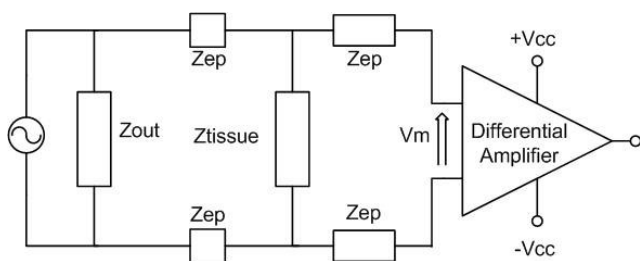 Zep
Zep
+Vcc
Zout
Ztissue
Vm
Differential
Amplifier
Zep
Zep
-Vcc